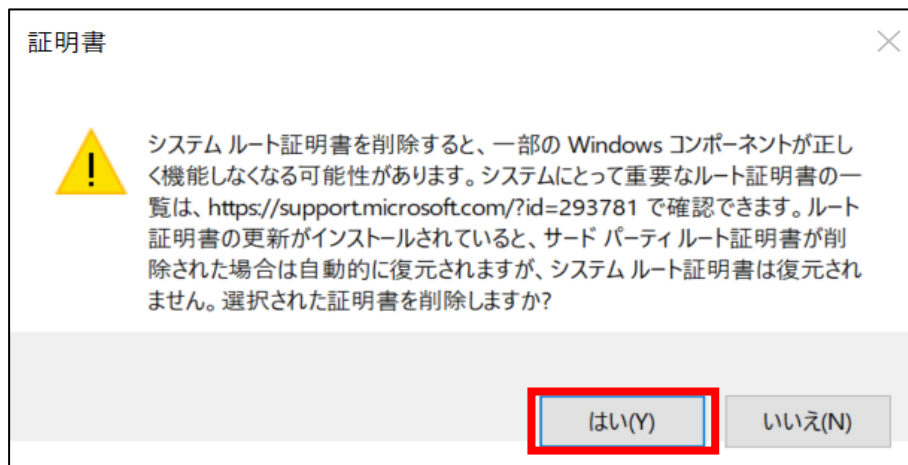 証明書
システム ルート証明書を削除すると、一部の Windows コンポーネントが正し
く機能しなくなる可能性があります。システムにとって重要なルート証明書の一
覧は、https://support.microsoft.com/?id=293781 で確認できます。ルート
証明書の更新がインストールされていると、サード パーティ ルート証明書が削
除された場合は自動的に復元されますが、システム ルート証明書は復元され
ません。選択された証明書を削除しますか?
はい(Y) いいえ(N)